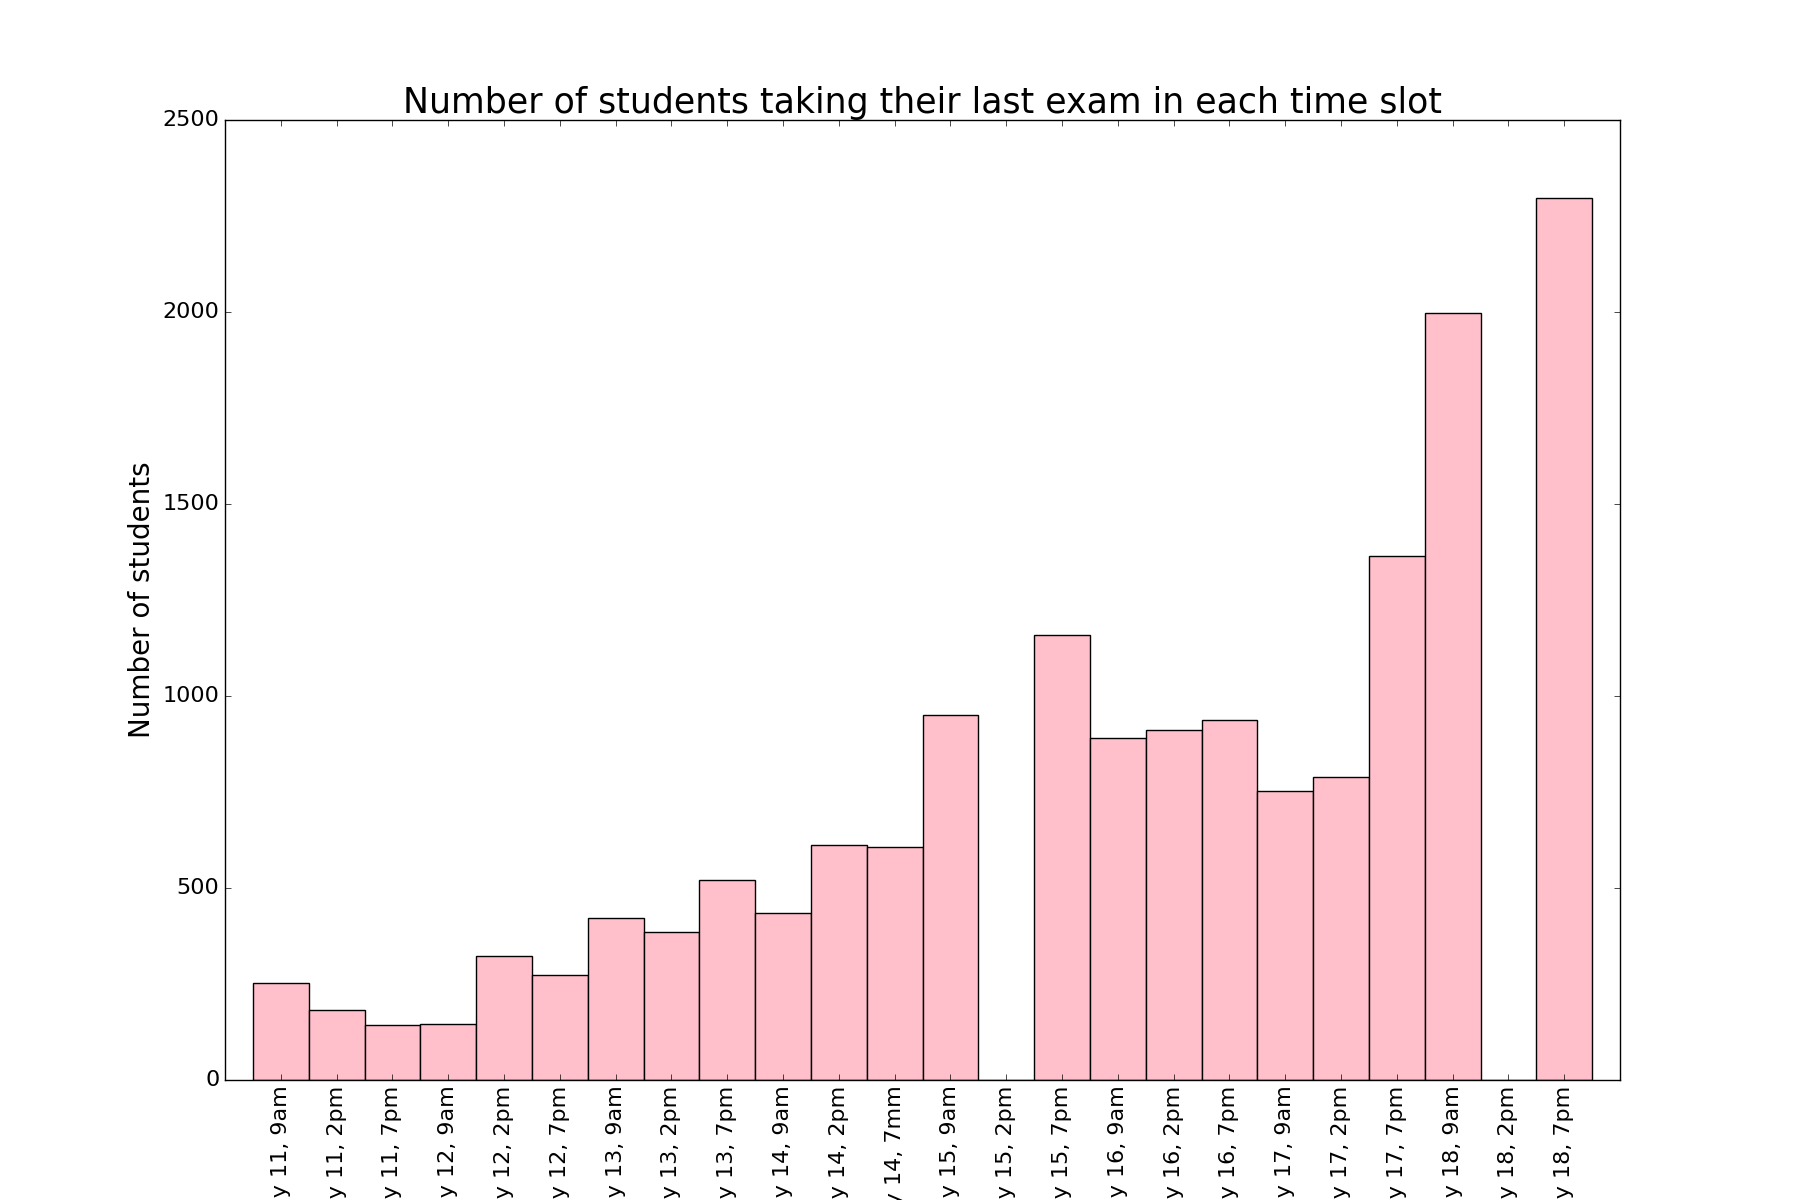 Number of students taking their last exam in each time slot
Number of students
2500
2000
1500
1000
500
0
y 11, 9am
y 11, 2pm
y 11, 7pm
y 12, 9am
y 12, 2pm
y 12, 7pm
y 13, 9am
y 13, 2pm
y 13, 7pm
y 14, 9am
y 14, 2pm
y 14, 7mm
y 15, 9am
y 15, 2pm
y 15, 7pm
y 16, 9am
y 16, 2pm
y 16, 7pm
y 17, 9am
y 17, 2pm
y 17, 7pm
y 18, 9am
y 18, 2pm
y 18, 7pm